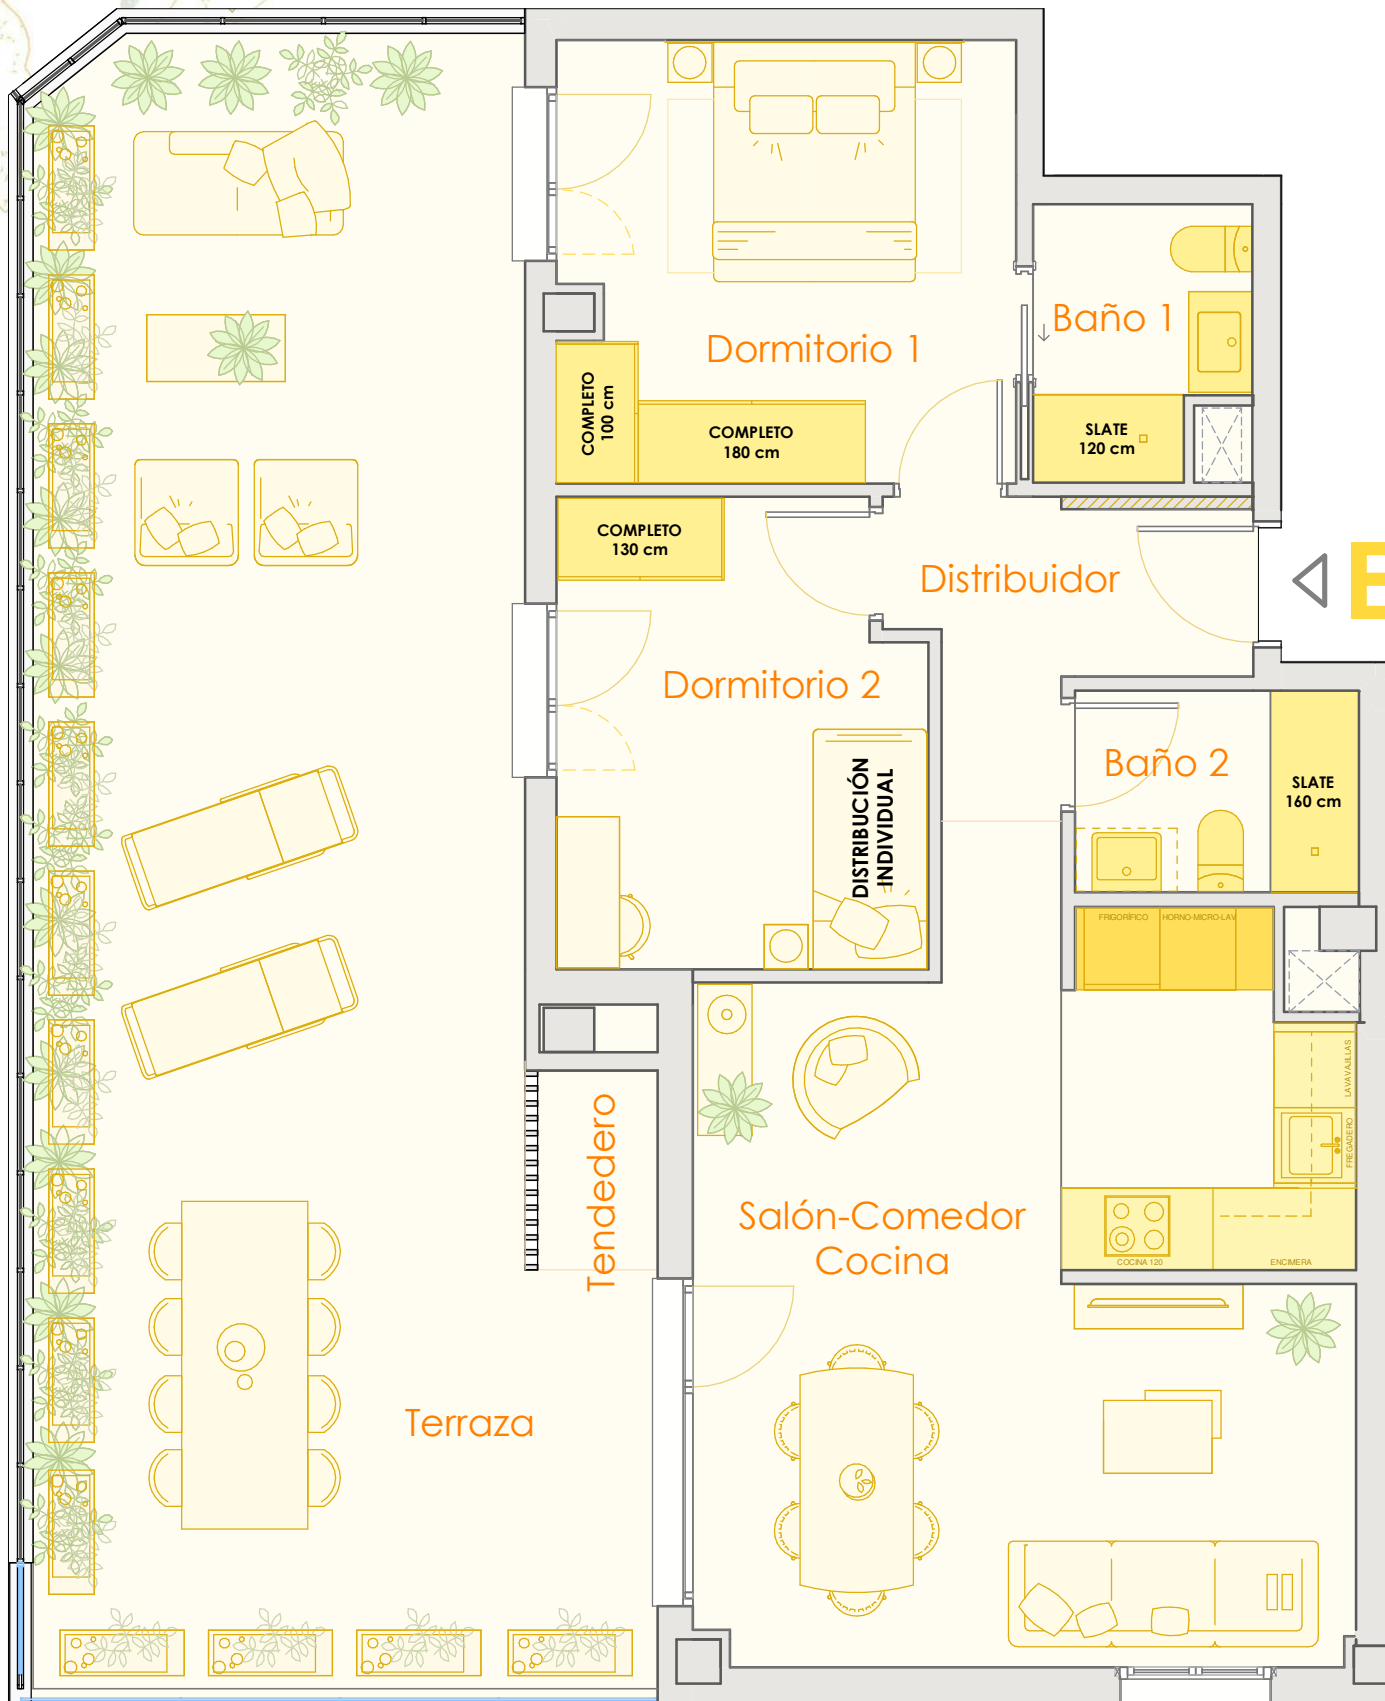 Dormitorio 1
Baño 1
COMPLETO
100 cm
COMPLETO
180 cm
SLATE
120 cm
COMPLETO
130 cm
Distribuidor
E
Dormitorio 2
Baño 2
SLATE
160 cm
DISTRIBUCIÓN
INDIVIDUAL
FRIGORÍFICO
HORNO-MICRO-LAV
LAVAVAJILLAS
FREGADERO
Tendedero
Salón-Comedor
Cocina
COCINA 120
ENCIMERA
Terraza